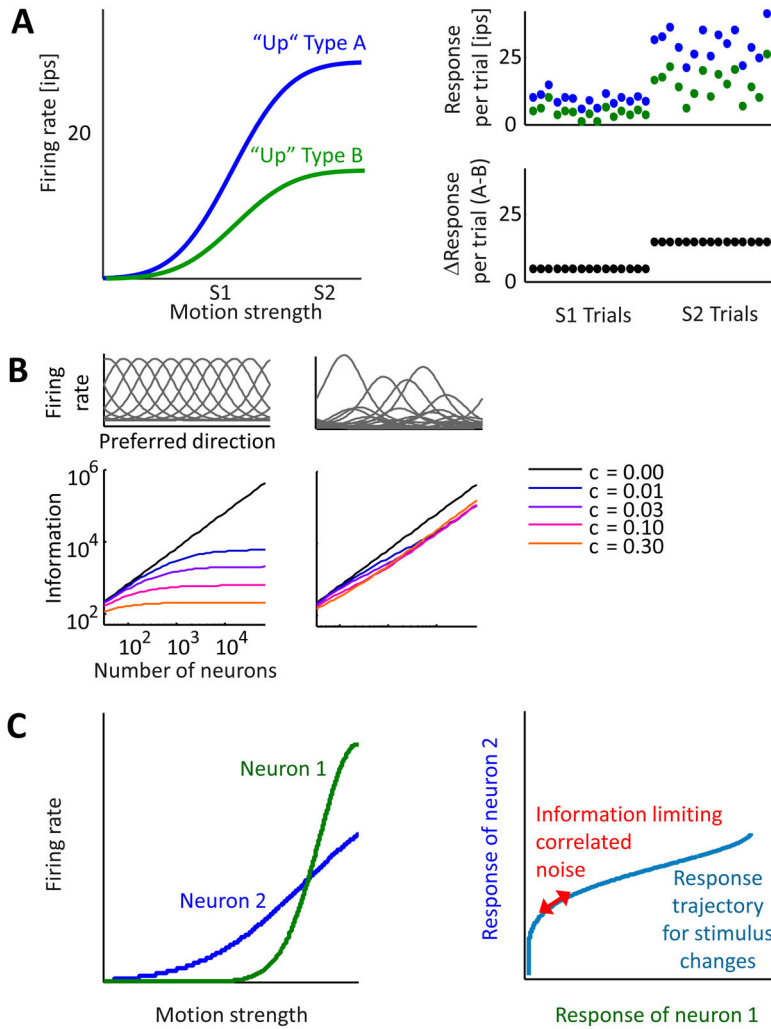 A
Firing rate [ips]
20
“Up“ Type A
“Up” Type B
S1
S2
Motion strength
Response
per trial [ips]
25
0
ΔResponse
per trial (A-B)
25
0
S1 Trials
S2 Trials
B
Firing
rate
Preferred direction
Information
10^6
10^4
10^2
10^2
10^3
10^4
Number of neurons
c = 0.00
c = 0.01
c = 0.03
c = 0.10
c = 0.30
C
Firing rate
Neuron 1
Neuron 2
Motion strength
Response of neuron 2
Information limiting
correlated
noise
Response
trajectory
for stimulus
changes
Response of neuron 1